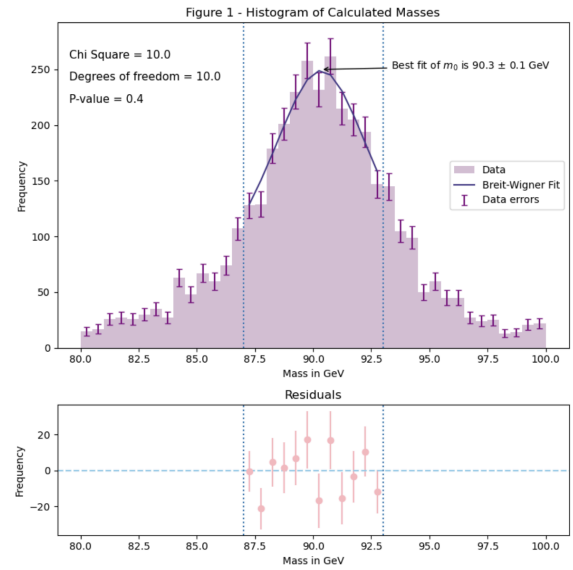 Figure 1 - Histogram of Calculated Masses
Chi Square = 10.0
Degrees of freedom = 10.0
P-value = 0.4
Best fit of m₀ is 90.3 ± 0.1 GeV
Data
Breit-Wigner Fit
Data errors
Frequency
250
200
150
100
50
0
80.0 82.5 85.0 87.5 90.0 92.5 95.0 97.5 100.0
Mass in GeV
Residuals
Frequency
20
0
−20
80.0 82.5 85.0 87.5 90.0 92.5 95.0 97.5 100.0
Mass in GeV